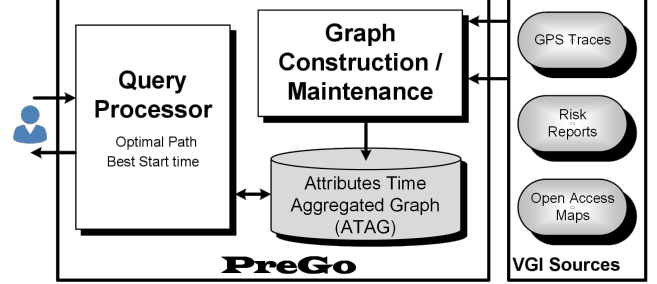 Query
Processor
Optimal Path
Best Start time
Graph
Construction /
Maintenance
Attributes Time
Aggregated Graph
(ATAG)
PreGo
GPS Traces
Risk
Reports
Open Access
Maps
VGI Sources